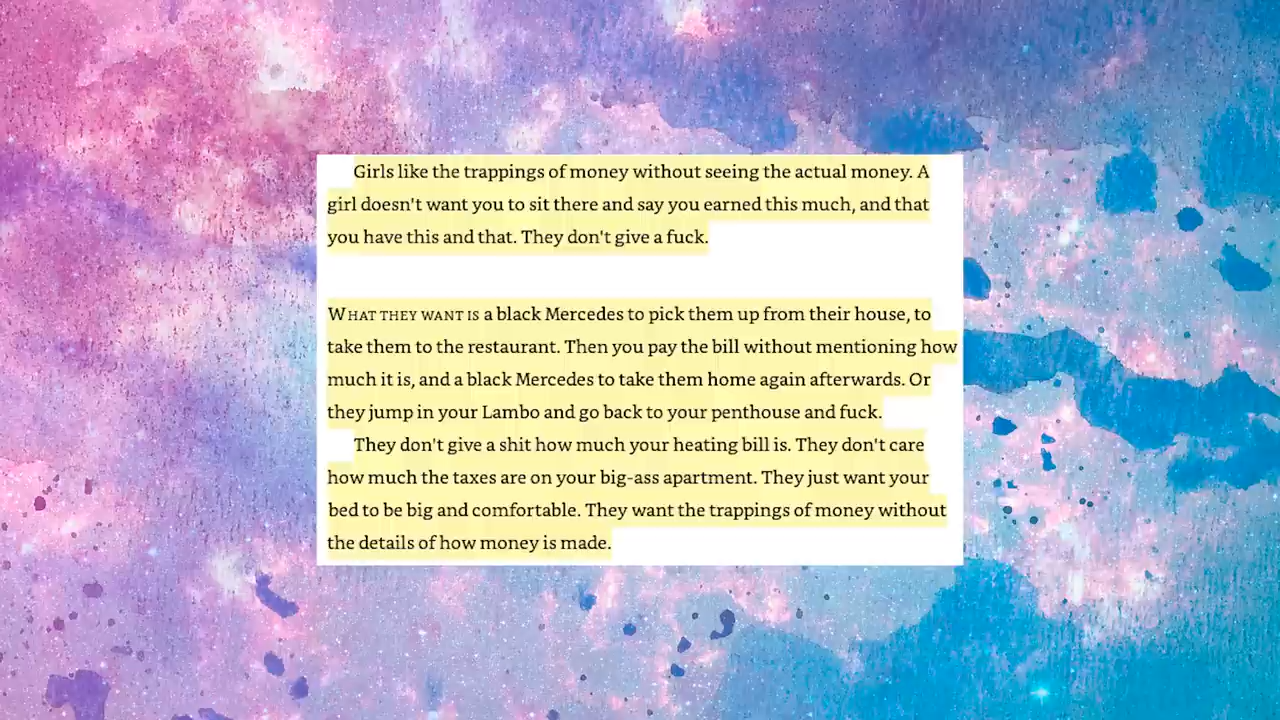 Girls like the trappings of money without seeing the actual money. A
girl doesn't want you to sit there and say you earned this much, and that
you have this and that. They don't give a fuck.
WHAT THEY WANT IS a black Mercedes to pick them up from their house, to
take them to the restaurant. Then you pay the bill without mentioning how
much it is, and a black Mercedes to take them home again afterwards. Or
they jump in your Lambo and go back to your penthouse and fuck.
They don't give a shit how much your heating bill is. They don't care
how much the taxes are on your big-ass apartment. They just want your
bed to be big and comfortable. They want the trappings of money without
the details of how money is made.